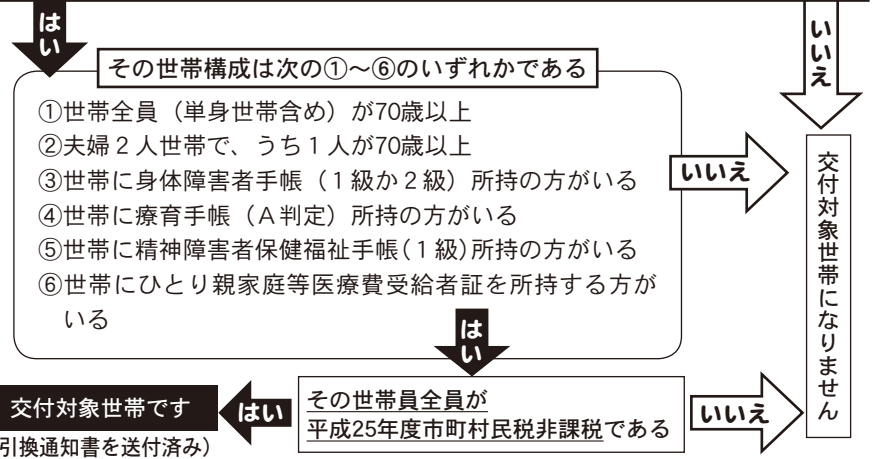 はい
いいえ
その世帯構成は次の①～⑥のいずれかである
①世帯全員（単身世帯含め）が70歳以上
②夫婦２人世帯で、うち１人が70歳以上
③世帯に身体障害者手帳（１級か２級）所持の方がいる
④世帯に療育手帳（Ａ判定）所持の方がいる
⑤世帯に精神障害者保健福祉手帳（１級）所持の方がいる
⑥世帯にひとり親家庭等医療費受給者証を所持する方が
いる
いいえ
交付対象世帯になりません
はい
その世帯員全員が
平成25年度市町村民税非課税である
いいえ
はい
交付対象世帯です
引換通知書を送付済み）